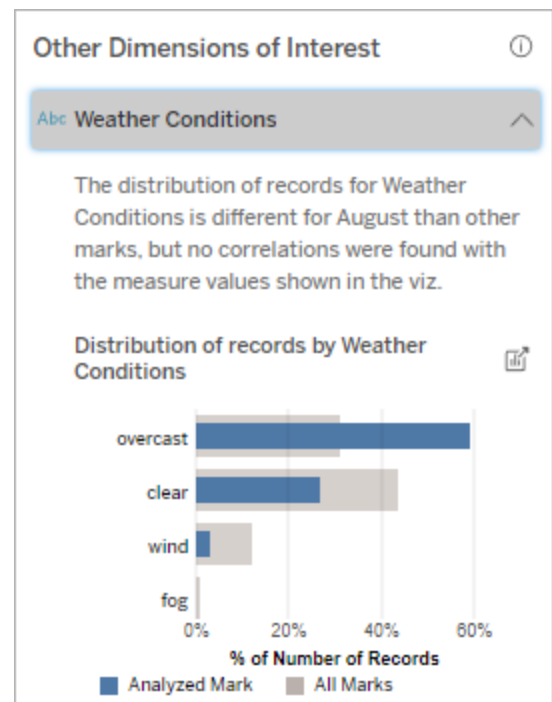 Other Dimensions of Interest
Abc Weather Conditions
The distribution of records for Weather
Conditions is different for August than other
marks, but no correlations were found with
the measure values shown in the viz.
Distribution of records by Weather
Conditions
overcast
clear
wind
fog
0% 20% 40% 60%
% of Number of Records
Analyzed Mark All Marks